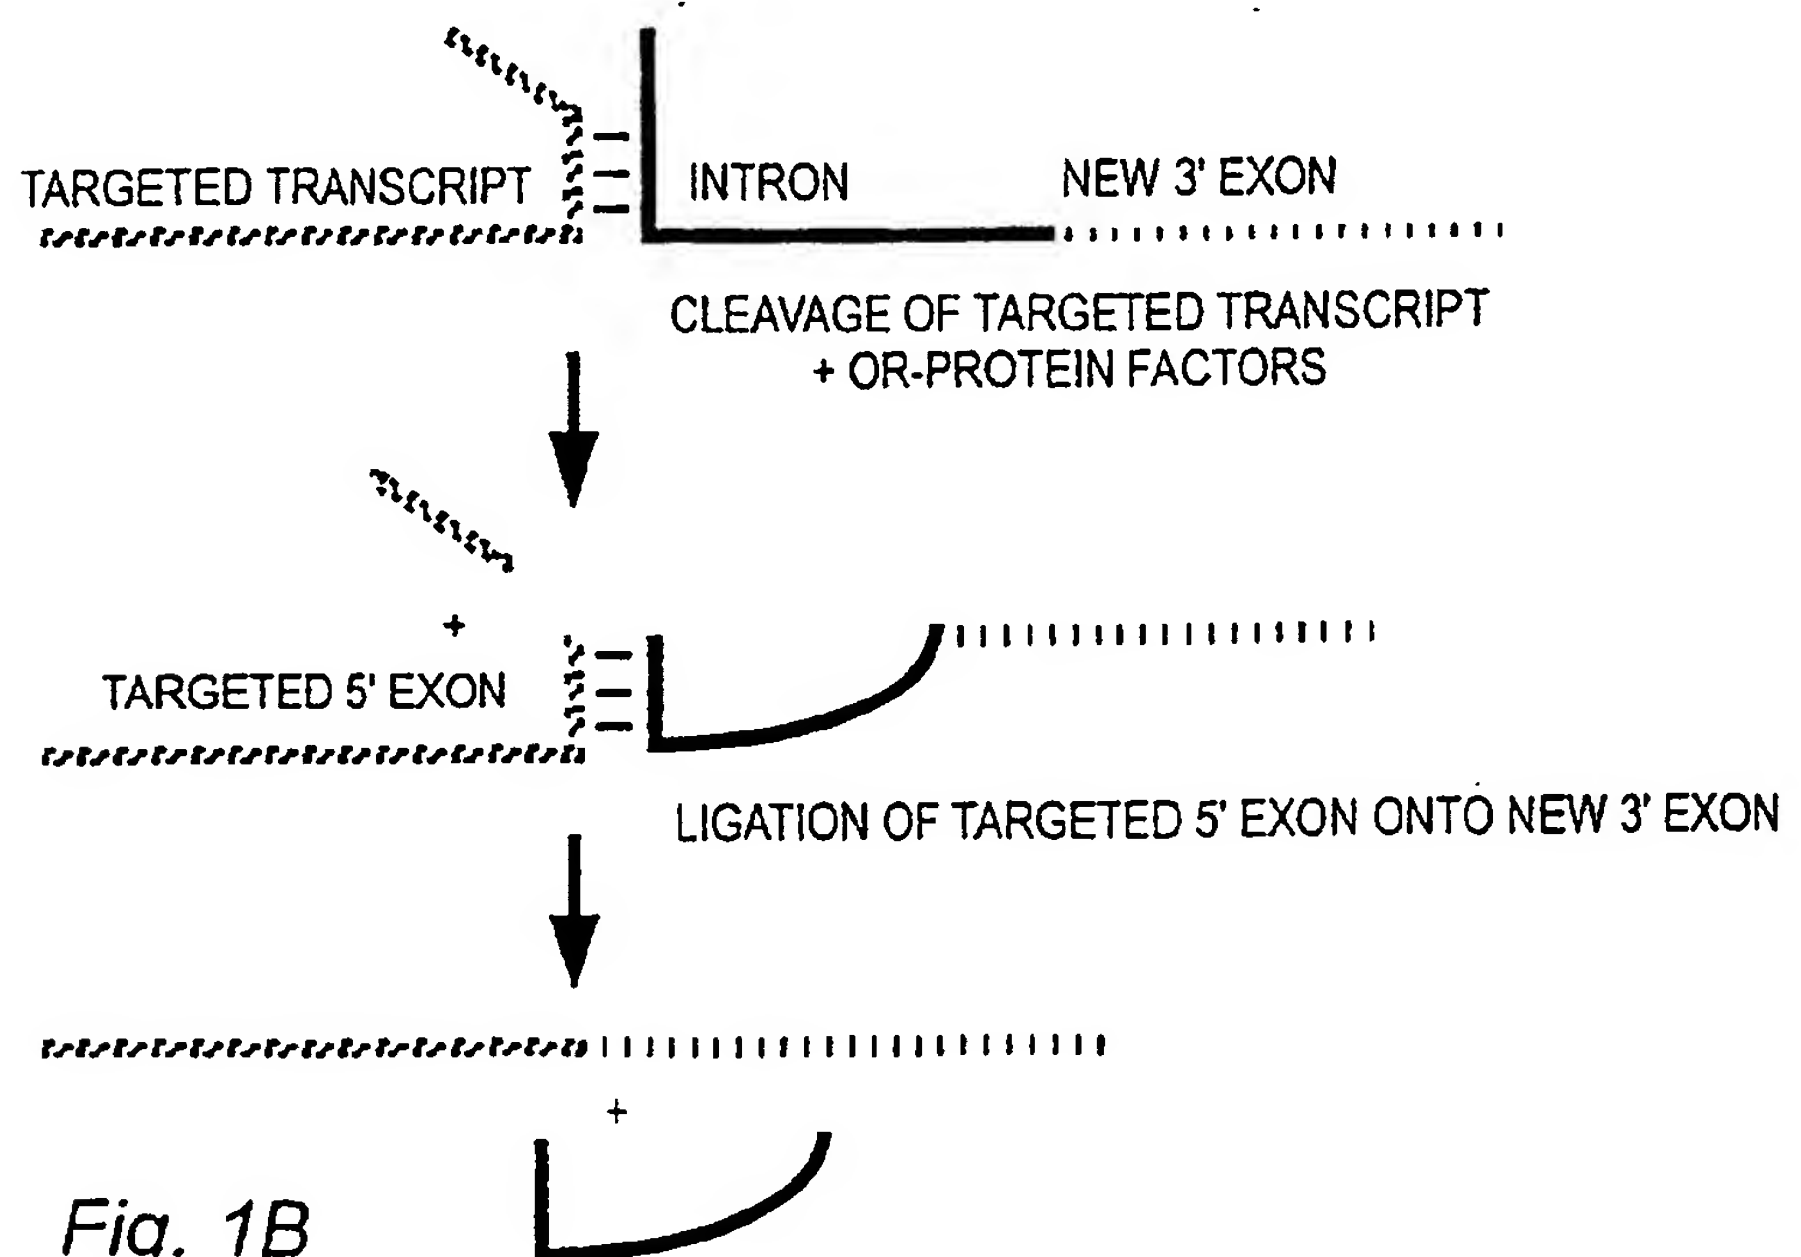 TARGETED TRANSCRIPT
INTRON
NEW 3' EXON
CLEAVAGE OF TARGETED TRANSCRIPT
+ OR-PROTEIN FACTORS
+
TARGETED 5' EXON
LIGATION OF TARGETED 5' EXON ONTO NEW 3' EXON
+
Fig. 1B